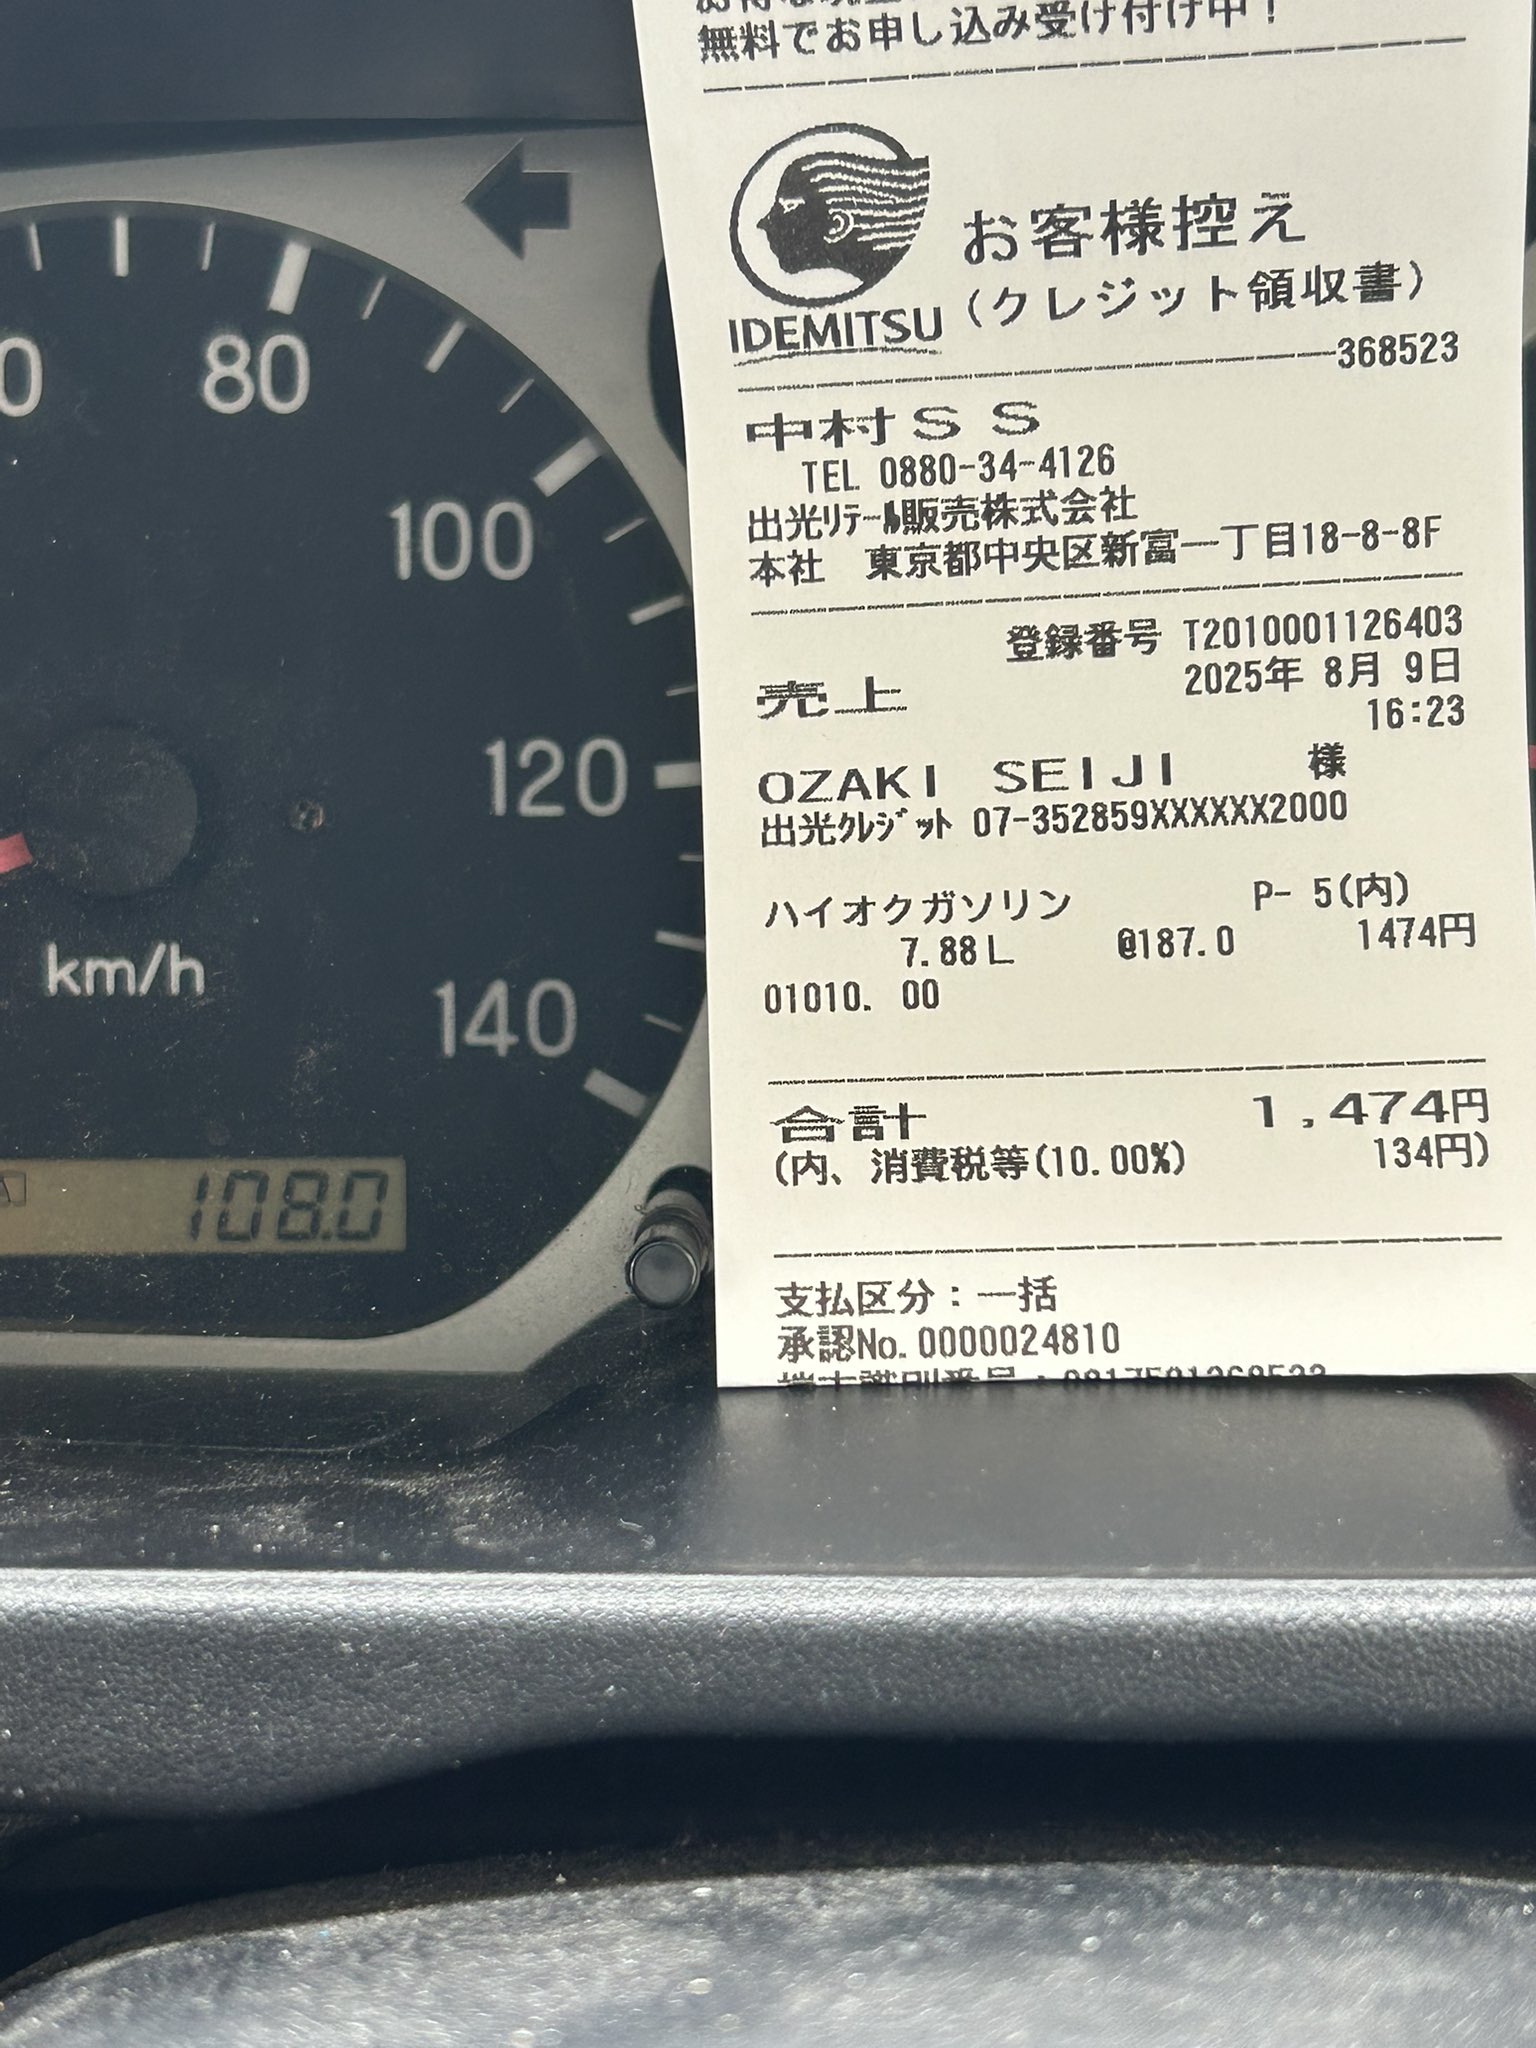 無料でお申し込み受け付け中！
IDEMITSU
お客様控え
(クレジット領収書)
368523
中村ＳＳ
TEL 0880-34-4126
出光ﾘﾃｰﾙ販売株式会社
本社　東京都中央区新富一丁目18-8-8F
登録番号 T2010001126403
売上
2025年 8月 9日
16:23
OZAKI SEIJI 様
出光ｸﾚｼﾞｯﾄ 07-352859XXXXXX2000
ハイオクガソリン P- 5(内)
7.88L @187.0 1474円
01010. 00
合計 1,474円
(内、消費税等(10.00%) 134円)
支払区分：一括
承認No.0000024810
80
100
120
140
km/h
108.0